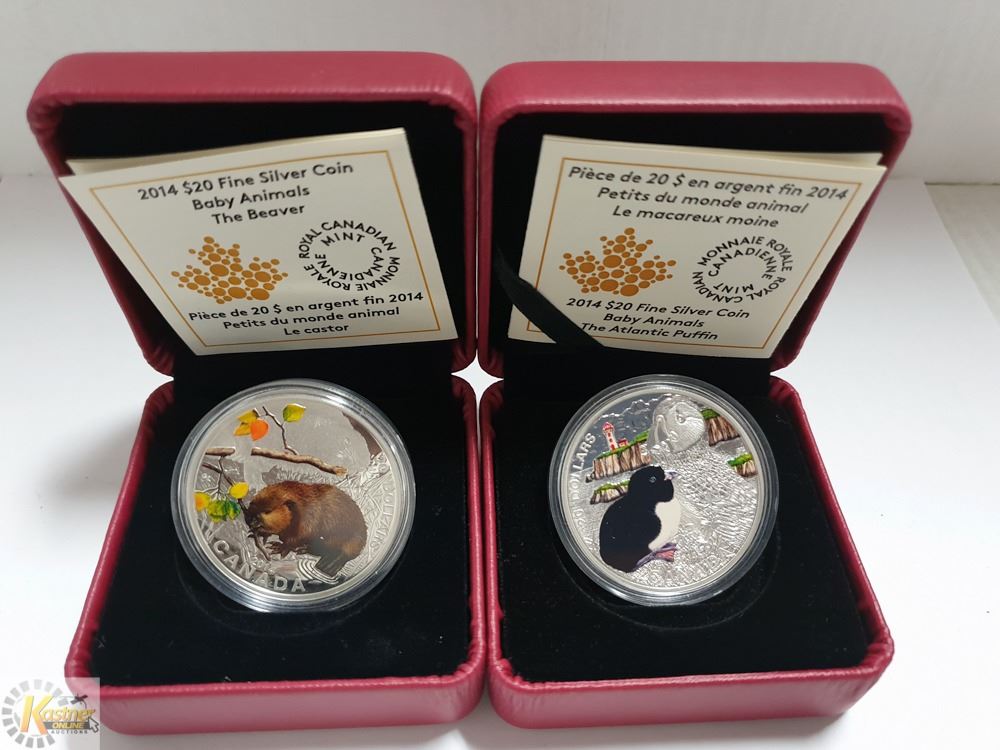 2014 $20 Fine Silver Coin
Baby Animals
The Beaver
ROYAL CANADIAN MINT
MONNAIE ROYALE CANADIENNE
Pièce de 20 $ en argent fin 2014
Petits du monde animal
Le castor
Pièce de 20 $ en argent fin 2014
Petits du monde animal
Le macareux moine
MONNAIE ROYALE CANADIENNE
ROYAL CANADIAN MINT
2014 $20 Fine Silver Coin
Baby Animals
The Atlantic Puffin
CANADA
DOLLARS
Kastner
ONLINE
AUCTIONS